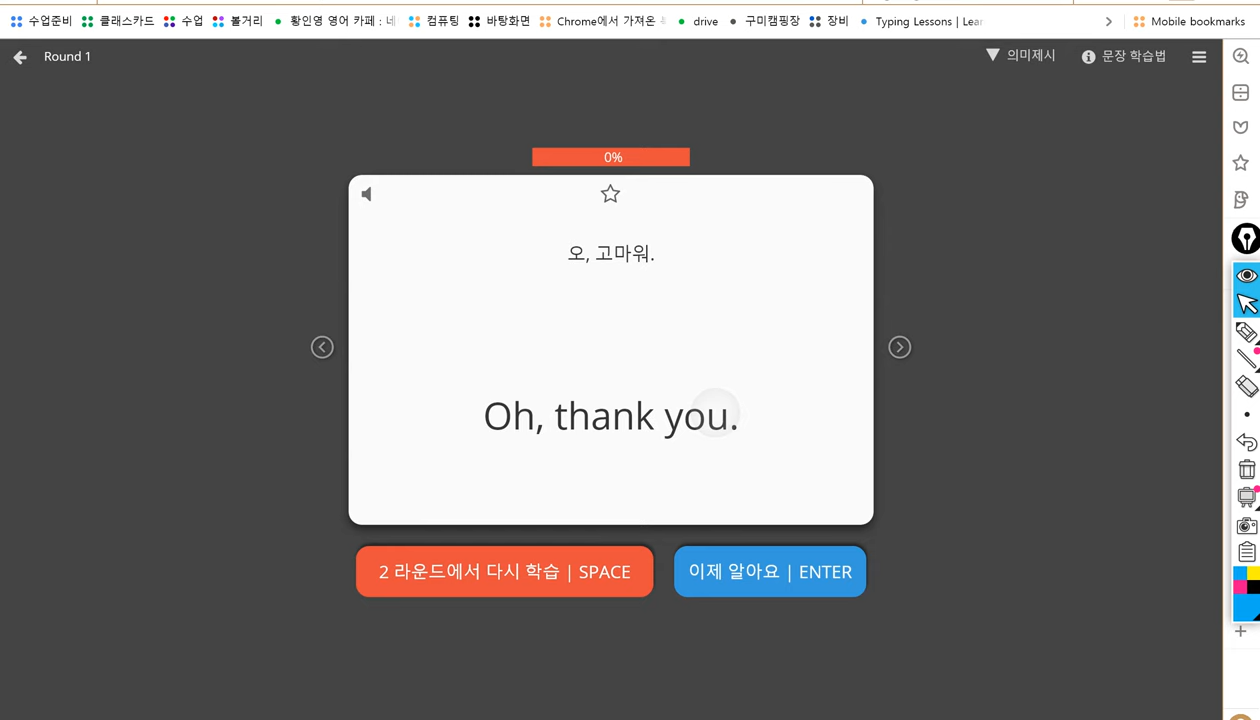 수업준비 클래스카드 수업 볼거리 황인영 영어 카페 : 네 컴퓨팅 바탕화면 Chrome에서 가져온 drive 구미캠핑장 장비 Typing Lessons | Lear Mobile bookmarks
Round 1 의미제시 문장 학습법
0%
오, 고마워.
Oh, thank you.
2 라운드에서 다시 학습 | SPACE 이제 알아요 | ENTER